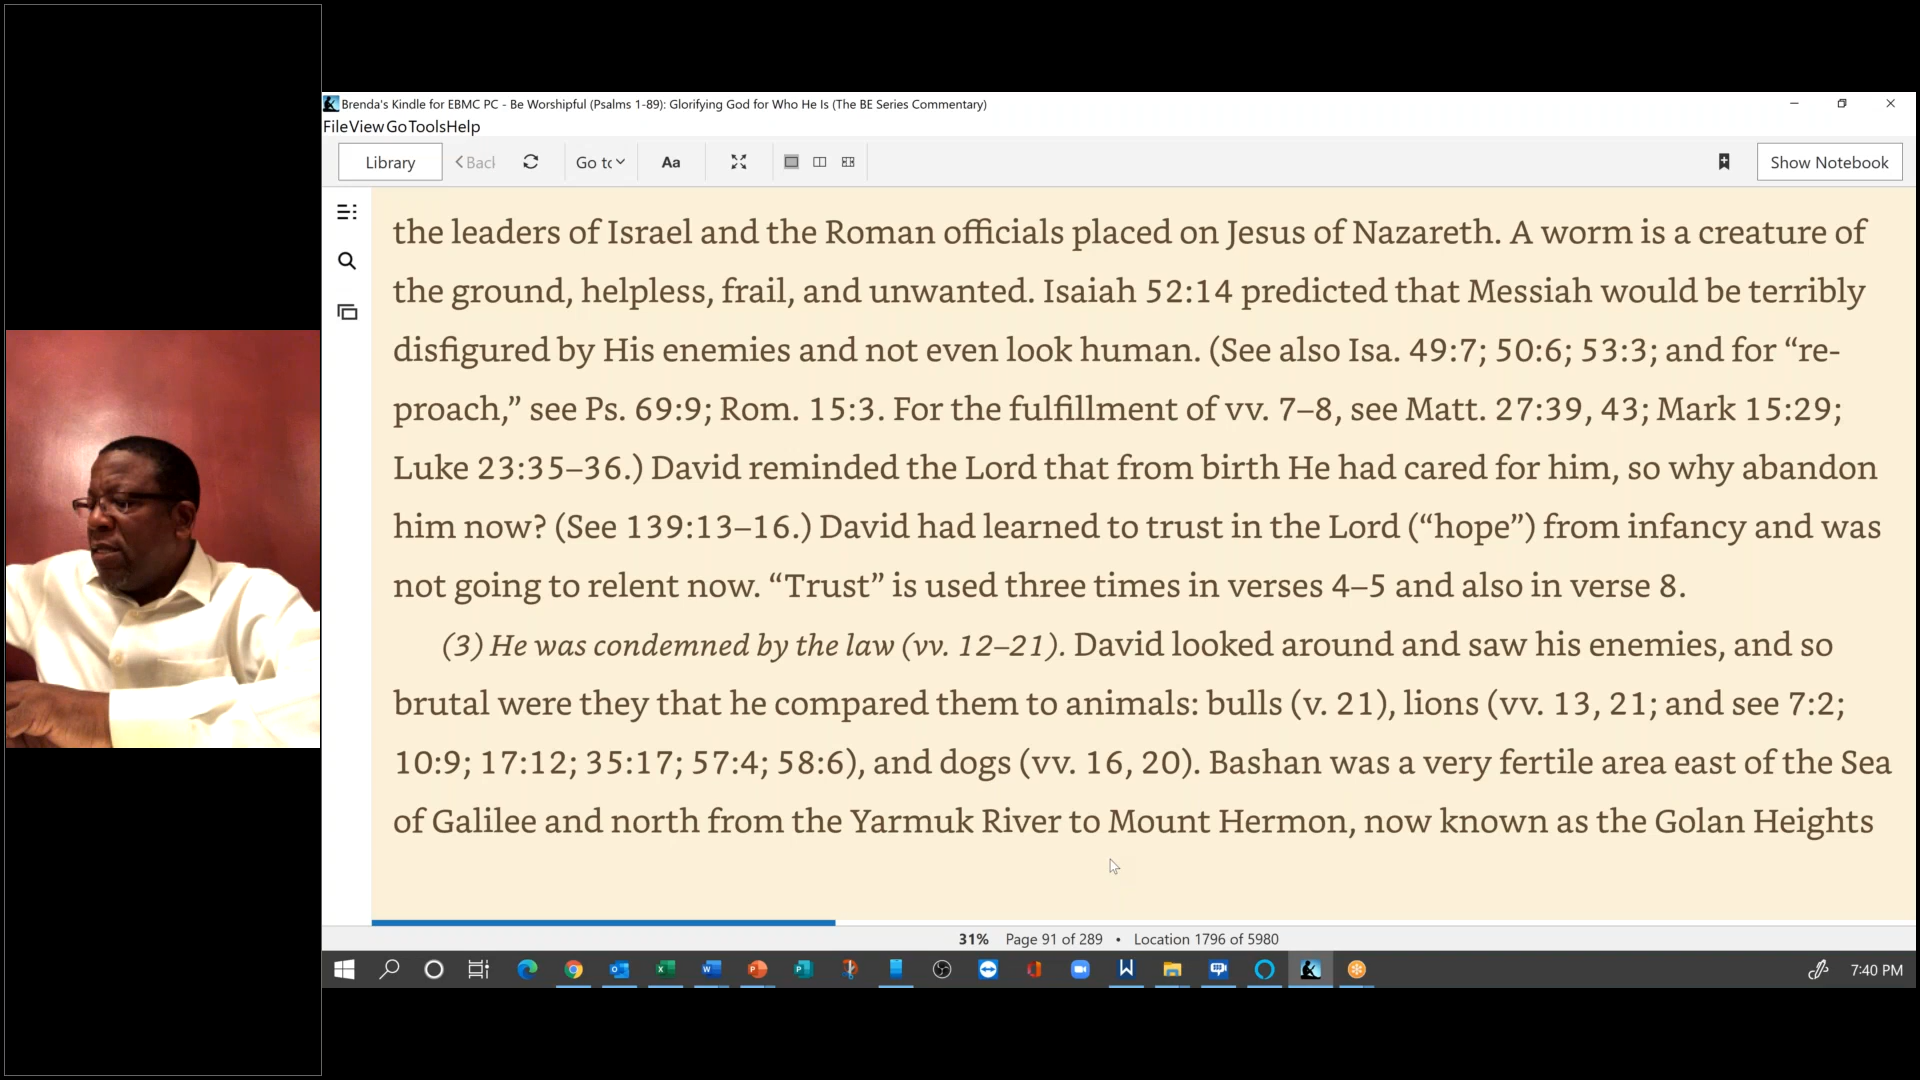 Brenda's Kindle for EBMC PC - Be Worshipful (Psalms 1-89): Glorifying God for Who He Is (The BE Series Commentary)
File View Go Tools Help
Library
Back
Go to
Aa
Show Notebook
the leaders of Israel and the Roman officials placed on Jesus of Nazareth. A worm is a creature of
the ground, helpless, frail, and unwanted. Isaiah 52:14 predicted that Messiah would be terribly
disfigured by His enemies and not even look human. (See also Isa. 49:7; 50:6; 53:3; and for “re-
proach,” see Ps. 69:9; Rom. 15:3. For the fulfillment of vv. 7–8, see Matt. 27:39, 43; Mark 15:29;
Luke 23:35–36.) David reminded the Lord that from birth He had cared for him, so why abandon
him now? (See 139:13–16.) David had learned to trust in the Lord (“hope”) from infancy and was
not going to relent now. “Trust” is used three times in verses 4–5 and also in verse 8.
(3) He was condemned by the law (vv. 12–21). David looked around and saw his enemies, and so
brutal were they that he compared them to animals: bulls (v. 21), lions (vv. 13, 21; and see 7:2;
10:9; 17:12; 35:17; 57:4; 58:6), and dogs (vv. 16, 20). Bashan was a very fertile area east of the Sea
of Galilee and north from the Yarmuk River to Mount Hermon, now known as the Golan Heights
31% Page 91 of 289 • Location 1796 of 5980
7:40 PM